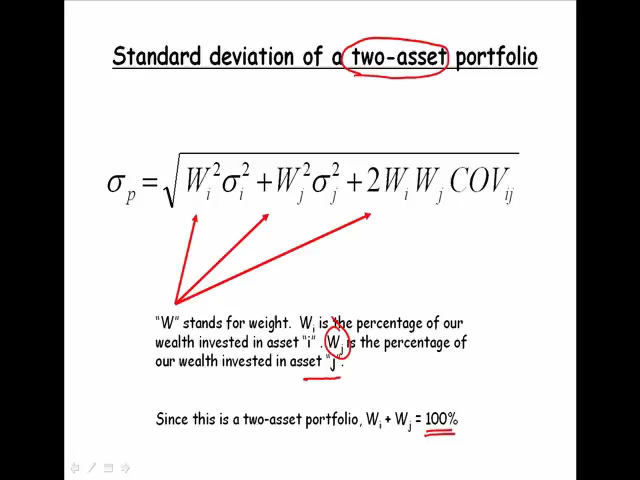 Standard deviation of a two-asset portfolio
σₚ = √(Wᵢ²σᵢ² + Wⱼ²σⱼ² + 2WᵢWⱼCOVᵢⱼ)
"W" stands for weight. Wᵢ is the percentage of our
wealth invested in asset "i". Wⱼ is the percentage of
our wealth invested in asset "j".
Since this is a two-asset portfolio, Wᵢ + Wⱼ = 100%